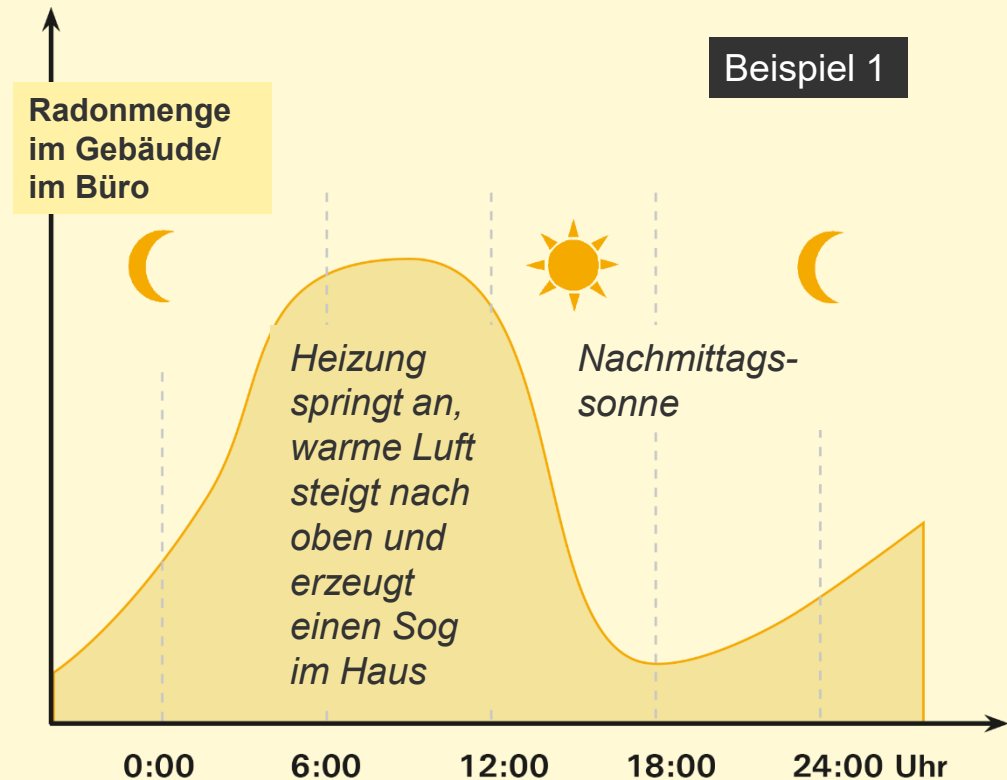 Beispiel 1
Radonmenge
im Gebäude/
im Büro
Heizung
springt an,
warme Luft
steigt nach
oben und
erzeugt
einen Sog
im Haus
Nachmittags-
sonne
0:00 6:00 12:00 18:00 24:00 Uhr